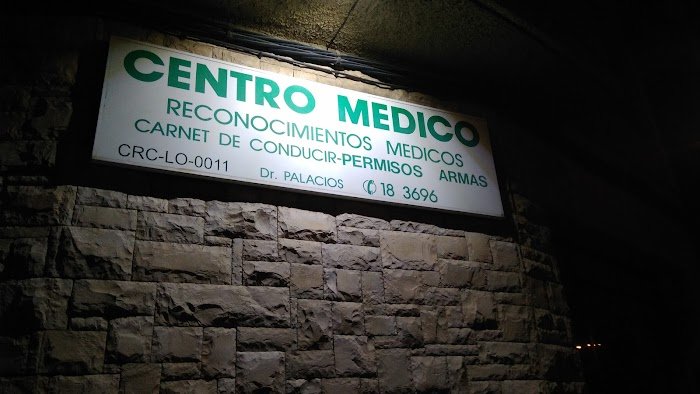 CENTRO MEDICO
RECONOCIMIENTOS MEDICOS
CARNET DE CONDUCIR-PERMISOS ARMAS
CRC-LO-0011 Dr. PALACIOS ✆18 3696